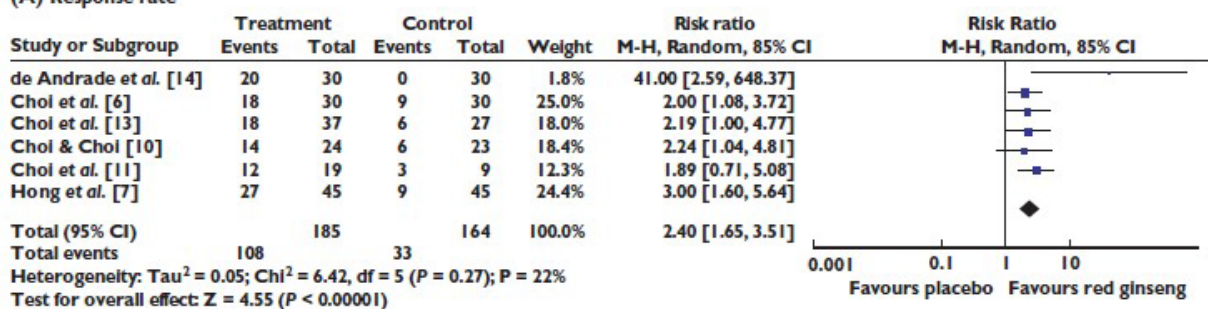 (A) Response rate
Treatment Control Risk ratio Risk Ratio
Study or Subgroup Events Total Events Total Weight M-H, Random, 85% CI M-H, Random, 85% CI
de Andrade et al. [14] 20 30 0 30 1.8% 41.00 [2.59, 648.37]
Choi et al. [6] 18 30 9 30 25.0% 2.00 [1.08, 3.72]
Choi et al. [13] 18 37 6 27 18.0% 2.19 [1.00, 4.77]
Choi & Choi [10] 14 24 6 23 18.4% 2.24 [1.04, 4.81]
Choi et al. [11] 12 19 3 9 12.3% 1.89 [0.71, 5.08]
Hong et al. [7] 27 45 9 45 24.4% 3.00 [1.60, 5.64]
Total (95% CI) 185 164 100.0% 2.40 [1.65, 3.51]
Total events 108 33
Heterogeneity: Tau² = 0.05; Chi² = 6.42, df = 5 (P = 0.27); P = 22%
Test for overall effect: Z = 4.55 (P < 0.00001)
0.001 0.1 1 10
Favours placebo Favours red ginseng